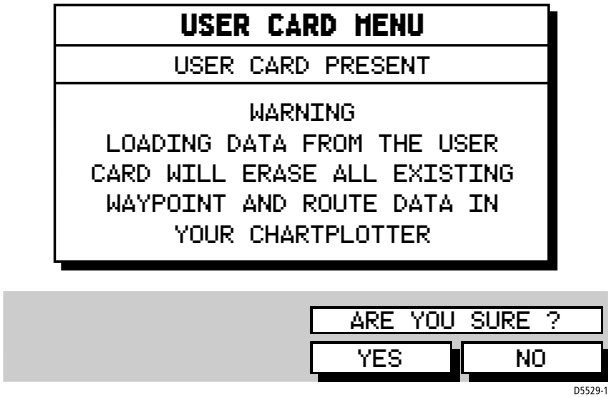 USER CARD MENU
USER CARD PRESENT
WARNING
LOADING DATA FROM THE USER
CARD WILL ERASE ALL EXISTING
WAYPOINT AND ROUTE DATA IN
YOUR CHARTPLOTTER
ARE YOU SURE ?
YES NO
D5529-1